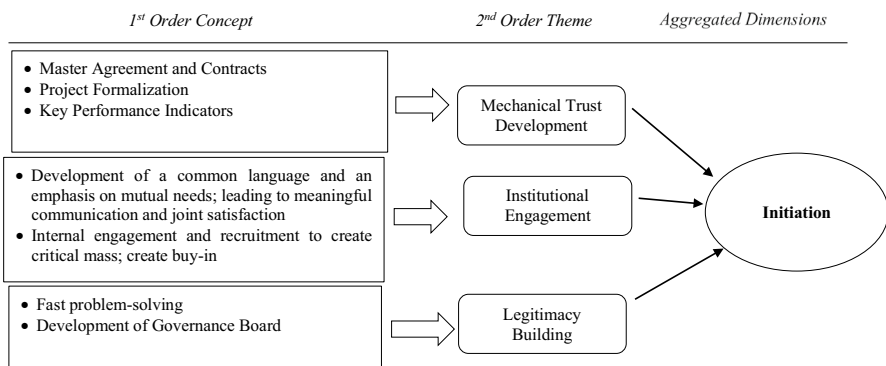 1st Order Concept
2nd Order Theme
Aggregated Dimensions
• Master Agreement and Contracts
• Project Formalization
• Key Performance Indicators
Mechanical Trust
Development
• Development of a common language and an
emphasis on mutual needs; leading to meaningful
communication and joint satisfaction
• Internal engagement and recruitment to create
critical mass; create buy-in
Institutional
Engagement
Initiation
• Fast problem-solving
• Development of Governance Board
Legitimacy
Building